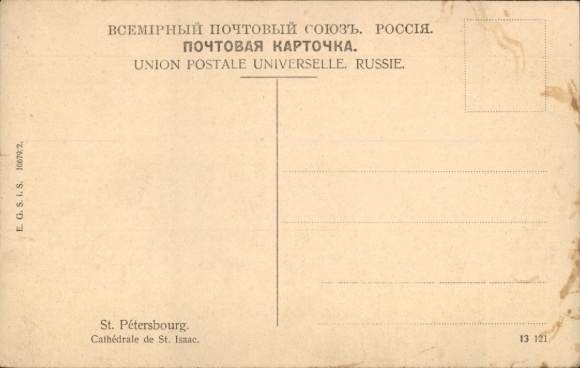 ВСЕМІРНЫЙ ПОЧТОВЫЙ СОЮЗЪ. РОССІЯ.
ПОЧТОВАЯ КАРТОЧКА.
UNION POSTALE UNIVERSELLE. RUSSIE.
E. G. S. i. S. 10679/2.
St. Pétersbourg.
Cathédrale de St. Isaac.
13 121